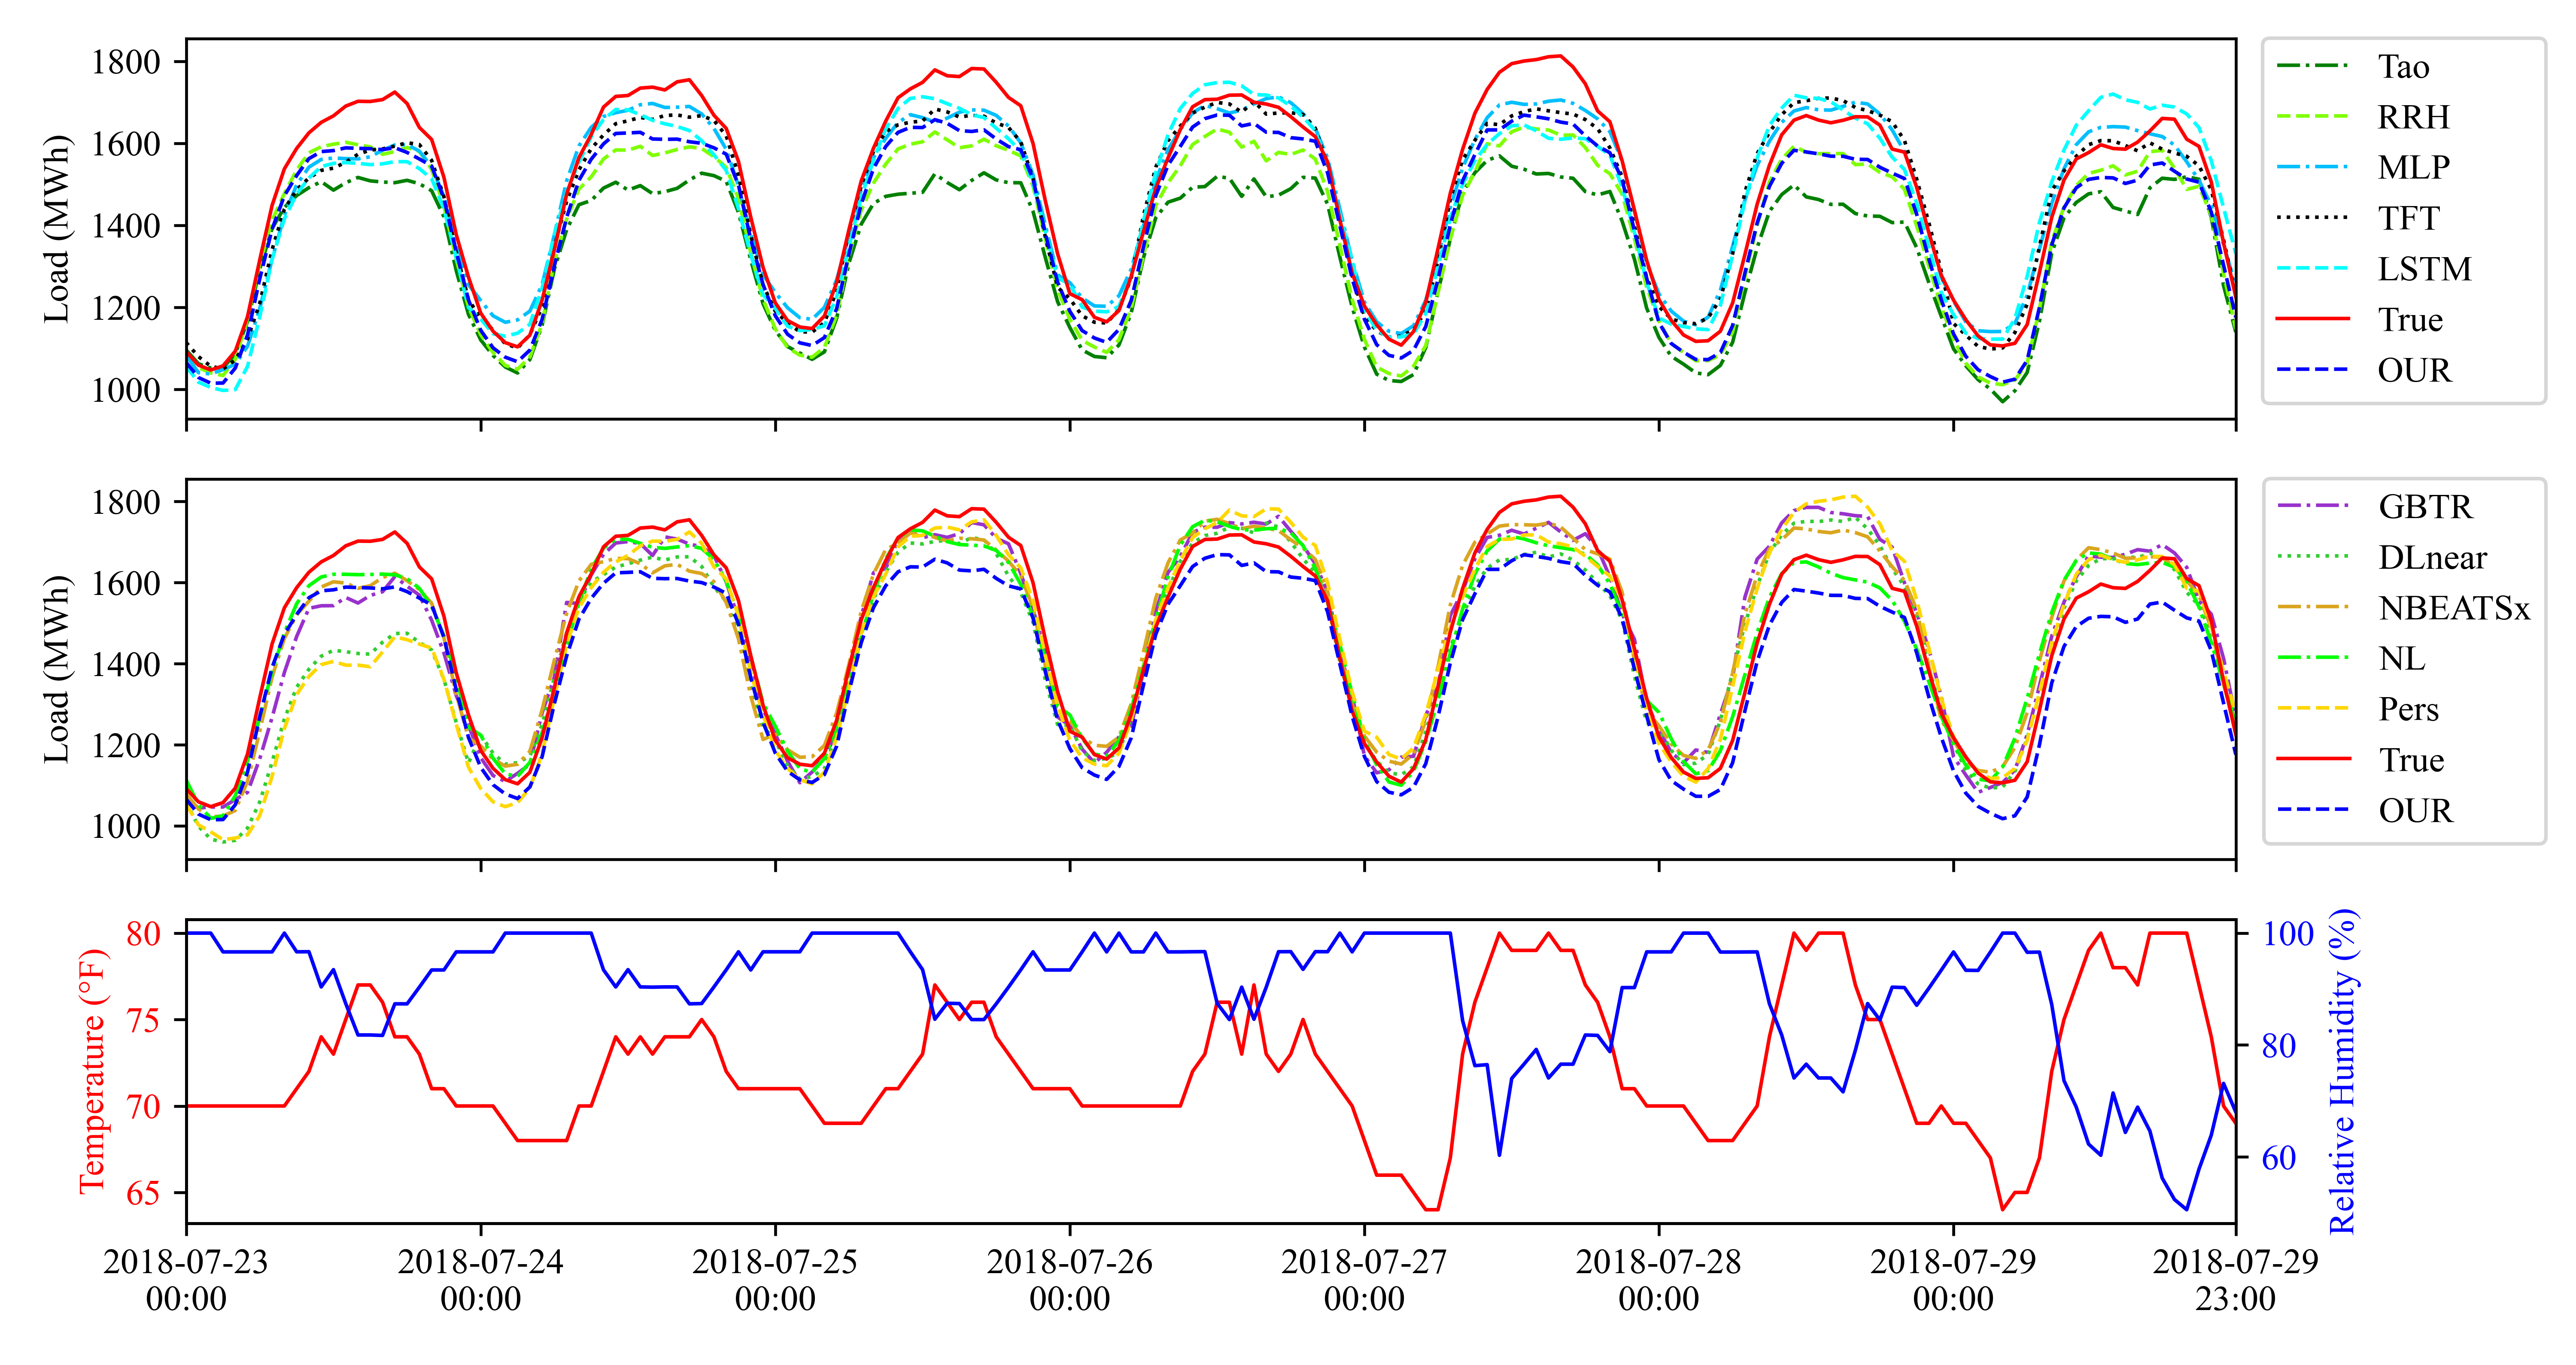 1800
1600
1400
1200
1000
Load (MWh)
Tao
RRH
MLP
TFT
LSTM
True
OUR
1800
1600
1400
1200
1000
Load (MWh)
GBTR
DLnear
NBEATSx
NL
Pers
True
OUR
80
75
70
65
Temperature (°F)
100
80
60
Relative Humidity (%)
2018-07-23 2018-07-24 2018-07-25 2018-07-26 2018-07-27 2018-07-28 2018-07-29 2018-07-29
00:00 00:00 00:00 00:00 00:00 00:00 00:00 23:00